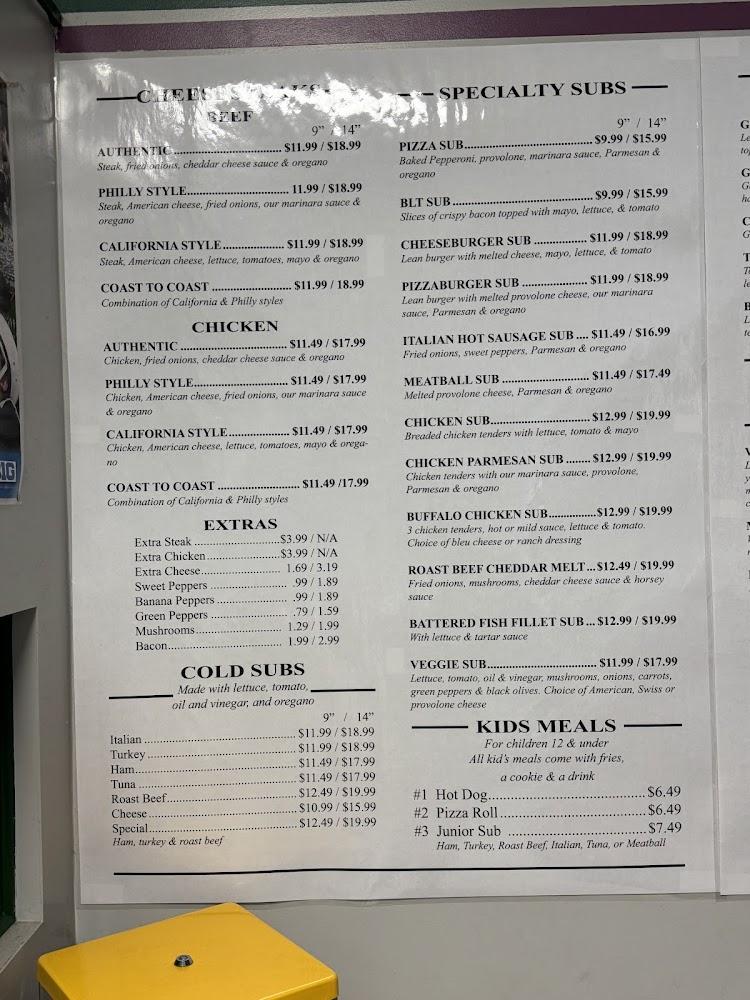 CHEESESTEAKS
BEEF
9" / 14"
AUTHENTIC ........ $11.99 / $18.99
Steak, fried onions, cheddar cheese sauce & oregano
PHILLY STYLE........ 11.99 / $18.99
Steak, American cheese, fried onions, our marinara sauce &
oregano
CALIFORNIA STYLE........ $11.99 / $18.99
Steak, American cheese, lettuce, tomatoes, mayo & oregano
COAST TO COAST ........ $11.99 / 18.99
Combination of California & Philly styles
CHICKEN
AUTHENTIC ........ $11.49 / $17.99
Chicken, fried onions, cheddar cheese sauce & oregano
PHILLY STYLE........ $11.49 / $17.99
Chicken, American cheese, fried onions, our marinara sauce
& oregano
CALIFORNIA STYLE........ $11.49 / $17.99
Chicken, American cheese, lettuce, tomatoes, mayo & orega-
no
COAST TO COAST ........ $11.49 /17.99
Combination of California & Philly styles
EXTRAS
Extra Steak ........ $3.99 / N/A
Extra Chicken........ $3.99 / N/A
Extra Cheese........ 1.69 / 3.19
Sweet Peppers ........ .99 / 1.89
Banana Peppers ........ .99 / 1.89
Green Peppers ........ .79 / 1.59
Mushrooms........ 1.29 / 1.99
Bacon........ 1.99 / 2.99
COLD SUBS
Made with lettuce, tomato,
oil and vinegar, and oregano
9" / 14"
Italian ........ $11.99 / $18.99
Turkey ........ $11.99 / $18.99
Ham........ $11.49 / $17.99
Tuna ........ $11.49 / $17.99
Roast Beef........ $12.49 / $19.99
Cheese........ $10.99 / $15.99
Special........ $12.49 / $19.99
Ham, turkey & roast beef
SPECIALTY SUBS
9" / 14"
PIZZA SUB........ $9.99 / $15.99
Baked Pepperoni, provolone, marinara sauce, Parmesan &
oregano
BLT SUB........ $9.99 / $15.99
Slices of crispy bacon topped with mayo, lettuce, & tomato
CHEESEBURGER SUB ........ $11.99 / $18.99
Lean burger with melted cheese, mayo, lettuce, & tomato
PIZZABURGER SUB ........ $11.99 / $18.99
Lean burger with melted provolone cheese, our marinara
sauce, Parmesan & oregano
ITALIAN HOT SAUSAGE SUB .... $11.49 / $16.99
Fried onions, sweet peppers, Parmesan & oregano
MEATBALL SUB ........ $11.49 / $17.49
Melted provolone cheese, Parmesan & oregano
CHICKEN SUB........ $12.99 / $19.99
Breaded chicken tenders with lettuce, tomato & mayo
CHICKEN PARMESAN SUB ........ $12.99 / $19.99
Chicken tenders with our marinara sauce, provolone,
Parmesan & oregano
BUFFALO CHICKEN SUB........ $12.99 / $19.99
3 chicken tenders, hot or mild sauce, lettuce & tomato.
Choice of bleu cheese or ranch dressing
ROAST BEEF CHEDDAR MELT... $12.49 / $19.99
Fried onions, mushrooms, cheddar cheese sauce & horsey
sauce
BATTERED FISH FILLET SUB... $12.99 / $19.99
With lettuce & tartar sauce
VEGGIE SUB........ $11.99 / $17.99
Lettuce, tomato, oil & vinegar, mushrooms, onions, carrots,
green peppers & black olives. Choice of American, Swiss or
provolone cheese
KIDS MEALS
For children 12 & under
All kid's meals come with fries,
a cookie & a drink
#1 Hot Dog........ $6.49
#2 Pizza Roll........ $6.49
#3 Junior Sub ........ $7.49
Ham, Turkey, Roast Beef, Italian, Tuna, or Meatball